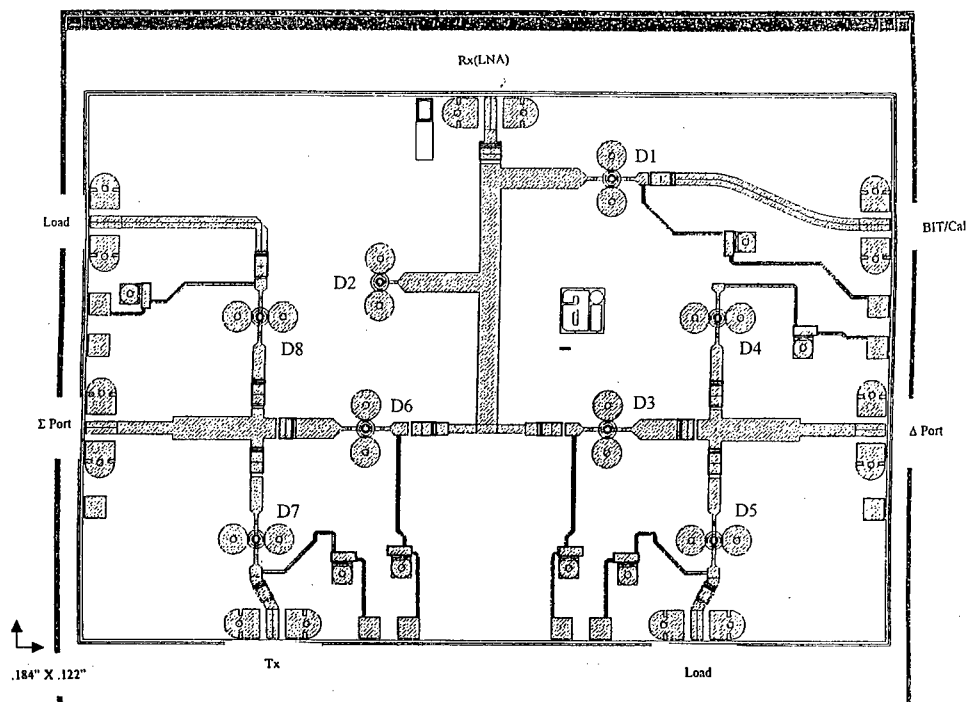 Rx(LNA)
D1
Load
BIT/Cal
D2
D8
D4
Σ Port
D6
D3
Δ Port
D7
D5
Tx
Load
.184" X .122"
ai